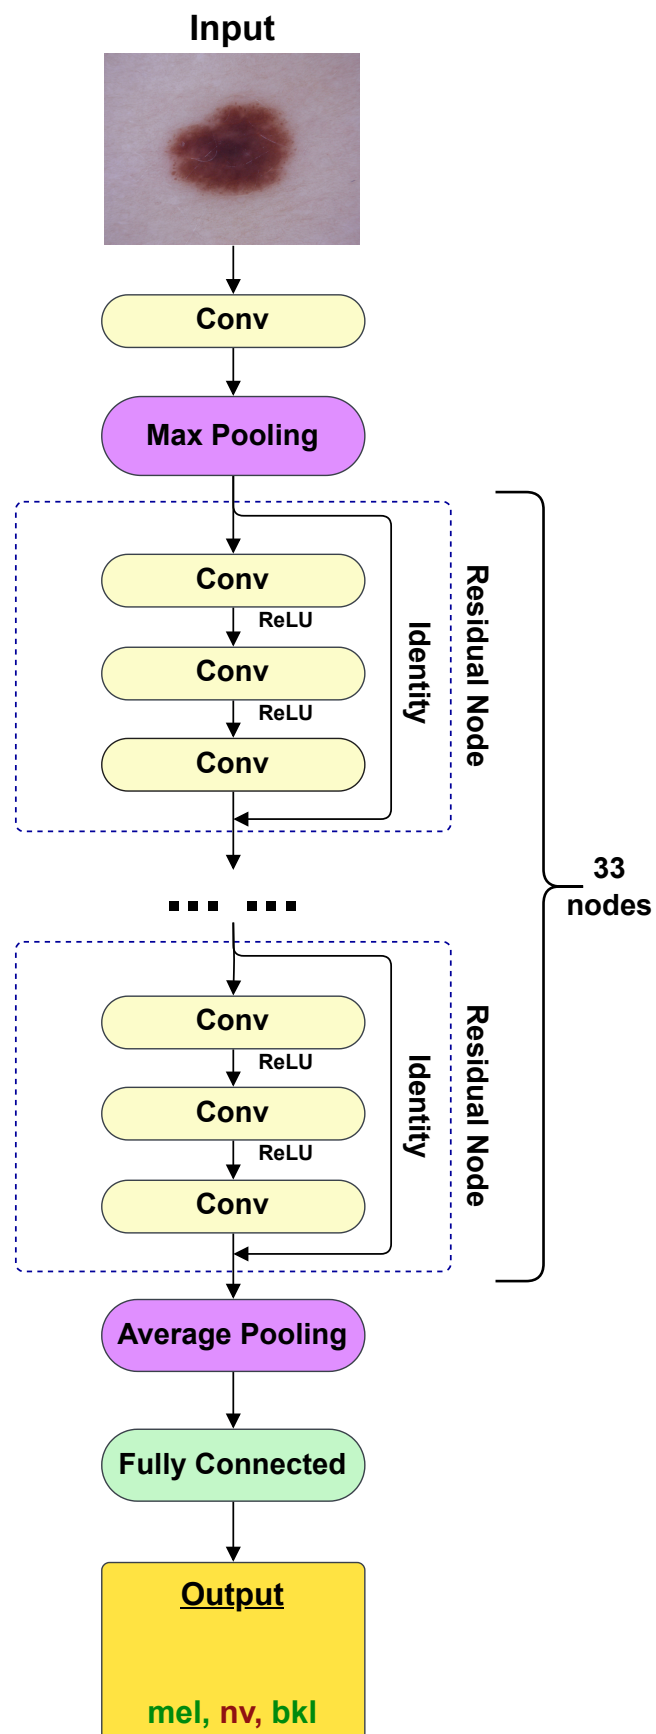 Input
Conv
Max Pooling
Conv
ReLU
Conv
ReLU
Conv
Identity
Residual Node
33
nodes
... ...
Conv
ReLU
Conv
ReLU
Conv
Identity
Residual Node
Average Pooling
Fully Connected
Output
mel, nv, bkl